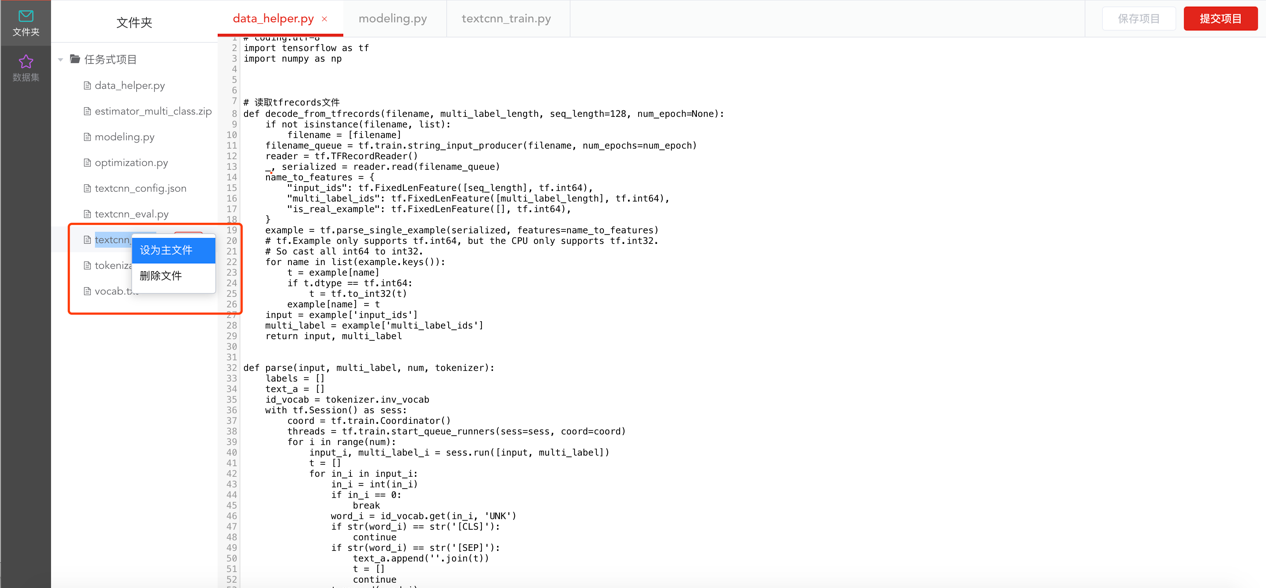 文件夹
数据集
文件夹
任务式项目
data_helper.py
estimator_multi_class.zip
modeling.py
optimization.py
textcnn_config.json
textcnn_eval.py
设为主文件
删除文件
data_helper.py ×
modeling.py
textcnn_train.py
保存项目
提交项目
2 import tensorflow as tf
3 import numpy as np
4
5
6
7 # 读取tfrecords文件
8 def decode_from_tfrecords(filename, multi_label_length, seq_length=128, num_epoch=None):
9     if not isinstance(filename, list):
10         filename = [filename]
11     filename_queue = tf.train.string_input_producer(filename, num_epochs=num_epoch)
12     reader = tf.TFRecordReader()
13     _, serialized = reader.read(filename_queue)
14     name_to_features = {
15         "input_ids": tf.FixedLenFeature([seq_length], tf.int64),
16         "multi_label_ids": tf.FixedLenFeature([multi_label_length], tf.int64),
17         "is_real_example": tf.FixedLenFeature([], tf.int64),
18     }
19     example = tf.parse_single_example(serialized, features=name_to_features)
20     # tf.Example only supports tf.int64, but the CPU only supports tf.int32.
21     # So cast all int64 to int32.
22     for name in list(example.keys()):
23         t = example[name]
24         if t.dtype == tf.int64:
25             t = tf.to_int32(t)
26         example[name] = t
27     input = example['input_ids']
28     multi_label = example['multi_label_ids']
29     return input, multi_label
30
31
32 def parse(input, multi_label, num, tokenizer):
33     labels = []
34     text_a = []
35     id_vocab = tokenizer.inv_vocab
36     with tf.Session() as sess:
37         coord = tf.train.Coordinator()
38         threads = tf.train.start_queue_runners(sess=sess, coord=coord)
39         for i in range(num):
40             input_i, multi_label_i = sess.run([input, multi_label])
41             t = []
42             for in_i in input_i:
43                 in_i = int(in_i)
44                 if in_i == 0:
45                     break
46                 word_i = id_vocab.get(in_i, 'UNK')
47                 if str(word_i) == str('[CLS]'):
48                     continue
49                 if str(word_i) == str('[SEP]'):
50                     text_a.append(''.join(t))
51                     t = []
52                     continue